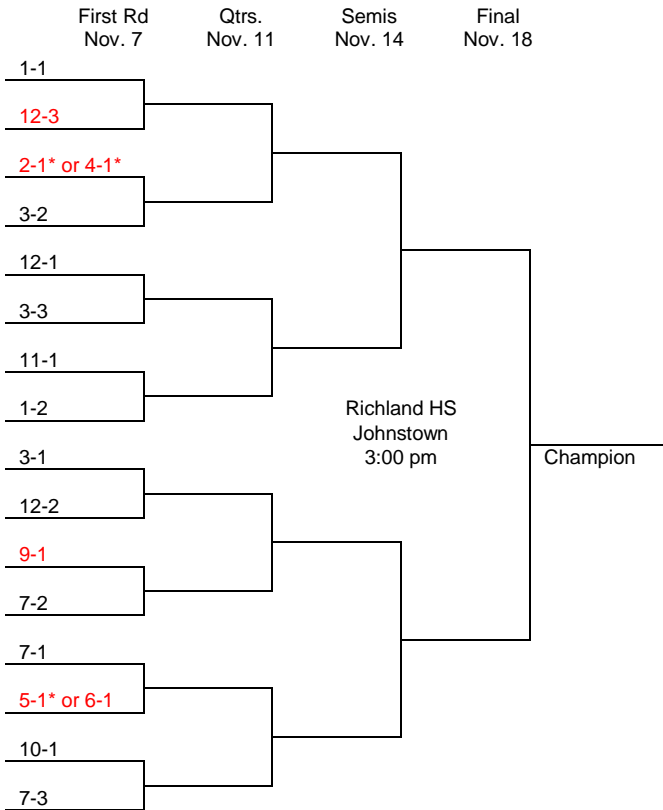 First Rd Qtrs. Semis Final
Nov. 7 Nov. 11 Nov. 14 Nov. 18
1-1
12-3
2-1* or 4-1*
3-2
12-1
3-3
11-1
1-2
Richland HS
Johnstown
3:00 pm
Champion
3-1
12-2
9-1
7-2
7-1
5-1* or 6-1
10-1
7-3